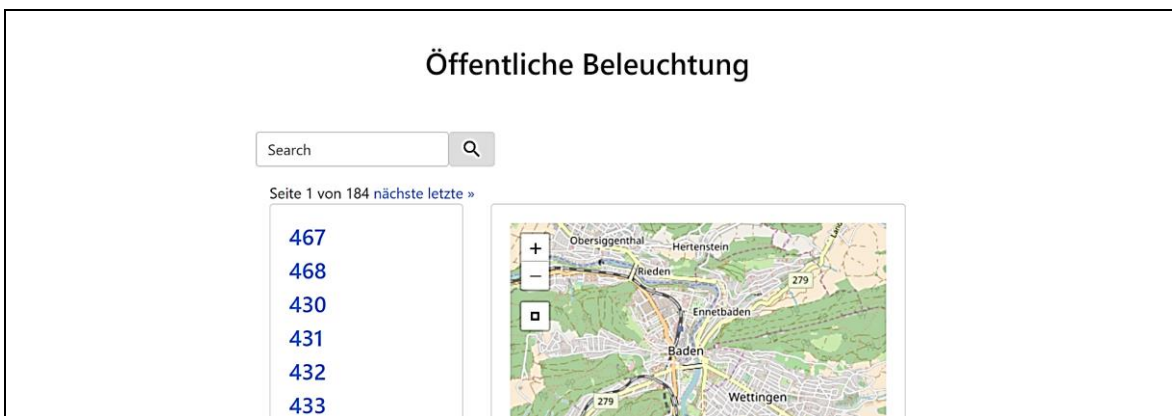 Öffentliche Beleuchtung
Search
Seite 1 von 184 nächste letzte »
467
468
430
431
432
433
+
−
Obersiggenthal
Hertenstein
Rieden
279
Ennetbaden
Baden
279
Wettingen